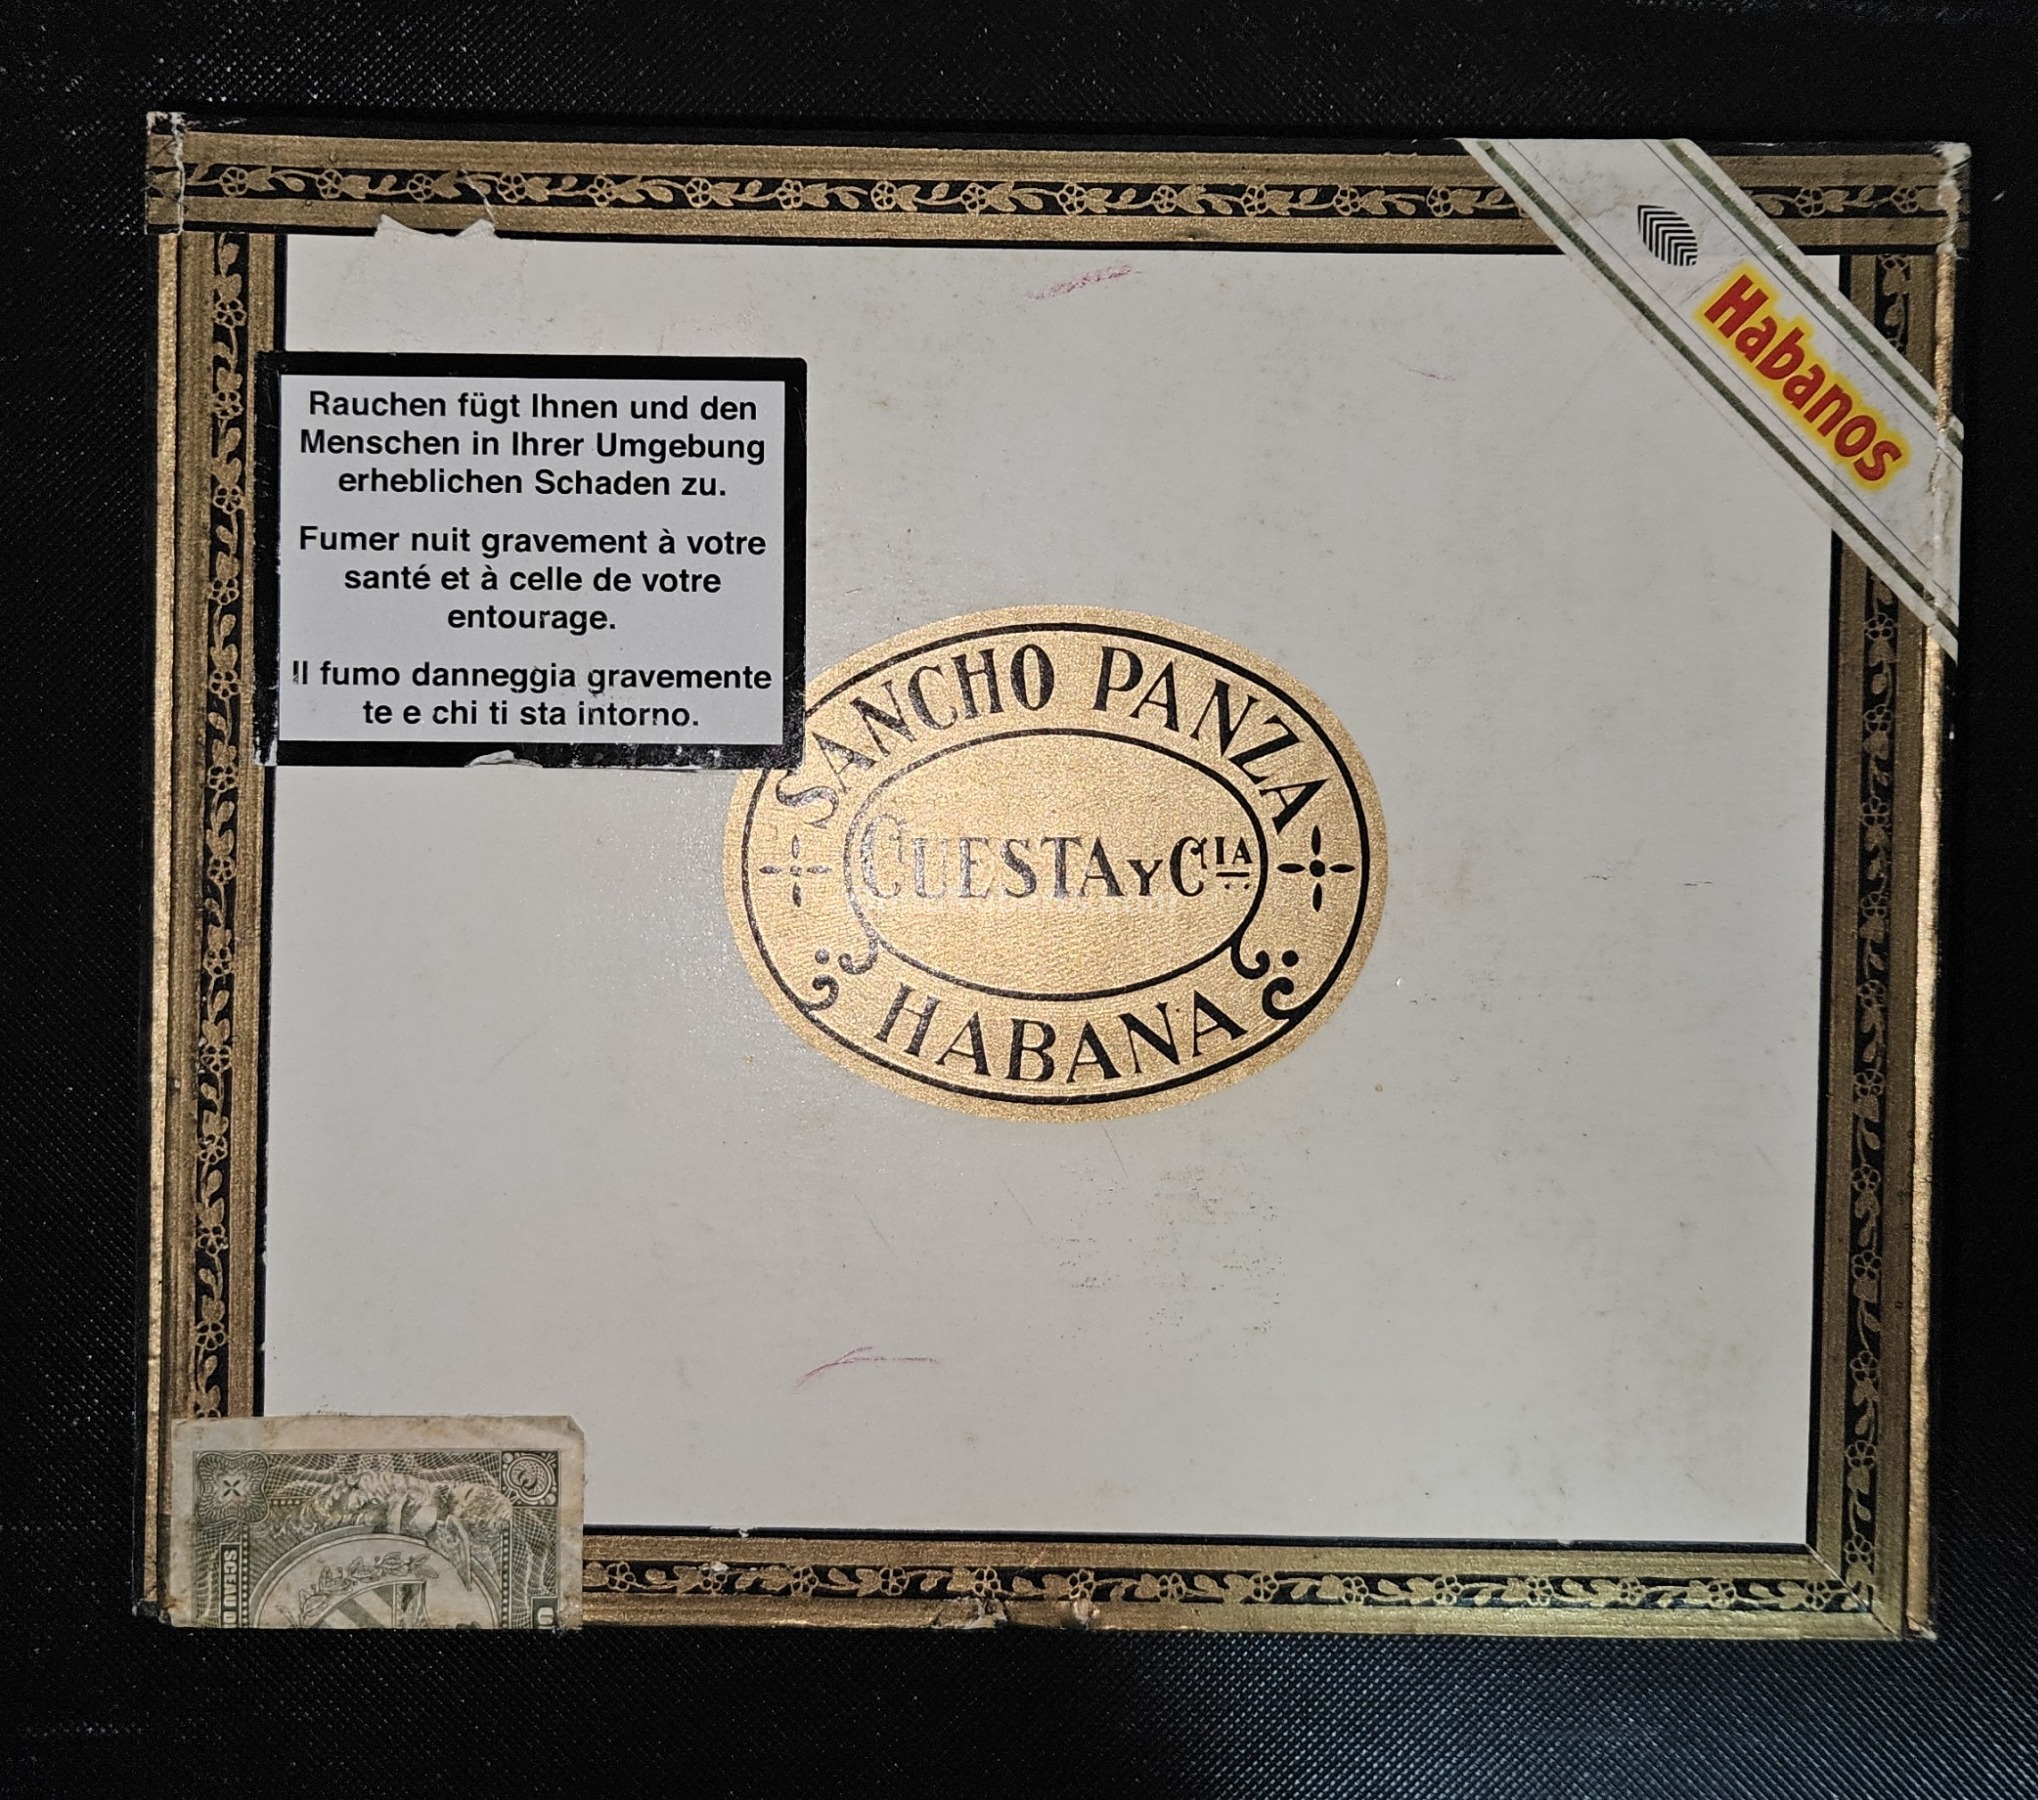 Habanos
Rauchen fügt Ihnen und den
Menschen in Ihrer Umgebung
erheblichen Schaden zu.
Fumer nuit gravement à votre
santé et à celle de votre
entourage.
Il fumo danneggia gravemente
te e chi ti sta intorno.
SANCHO PANZA
CUESTA Y CIA
HABANA